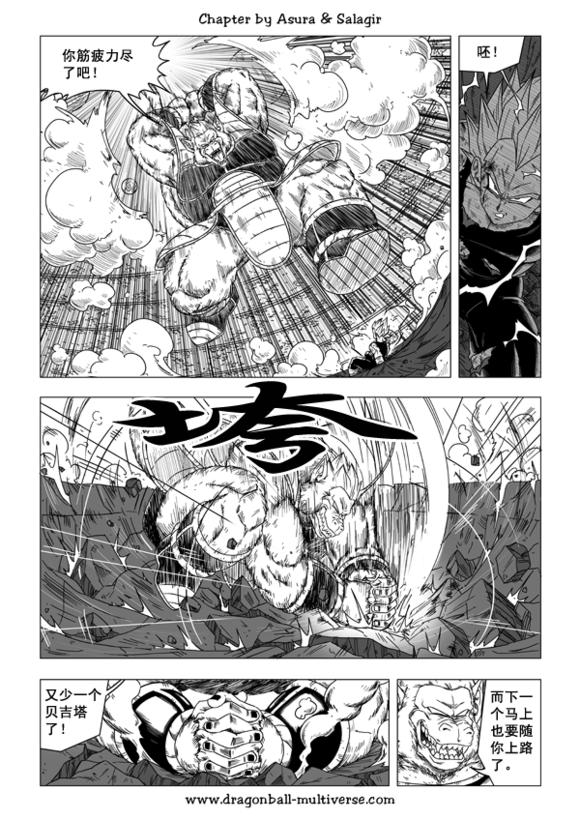 Chapter by Asura & Salagir
你筋疲力尽
了吧！
呸！
垮
又少一个
贝吉塔
了！
而下一
个马上
也要随
你上路
了。
www.dragonball-multiverse.com